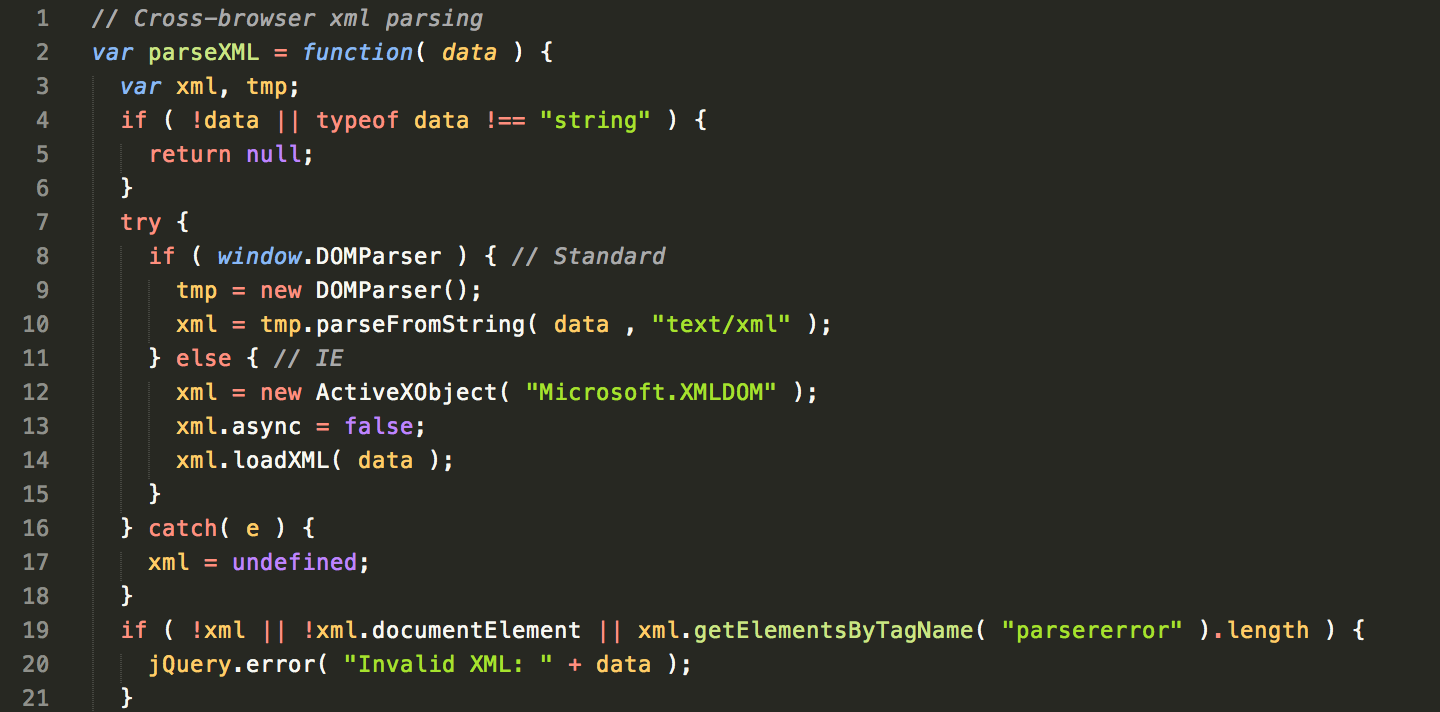 1 // Cross-browser xml parsing
2 var parseXML = function( data ) {
3 var xml, tmp;
4 if ( !data || typeof data !== "string" ) {
5 return null;
6 }
7 try {
8 if ( window.DOMParser ) { // Standard
9 tmp = new DOMParser();
10 xml = tmp.parseFromString( data , "text/xml" );
11 } else { // IE
12 xml = new ActiveXObject( "Microsoft.XMLDOM" );
13 xml.async = false;
14 xml.loadXML( data );
15 }
16 } catch( e ) {
17 xml = undefined;
18 }
19 if ( !xml || !xml.documentElement || xml.getElementsByTagName( "parsererror" ).length ) {
20 jQuery.error( "Invalid XML: " + data );
21 }